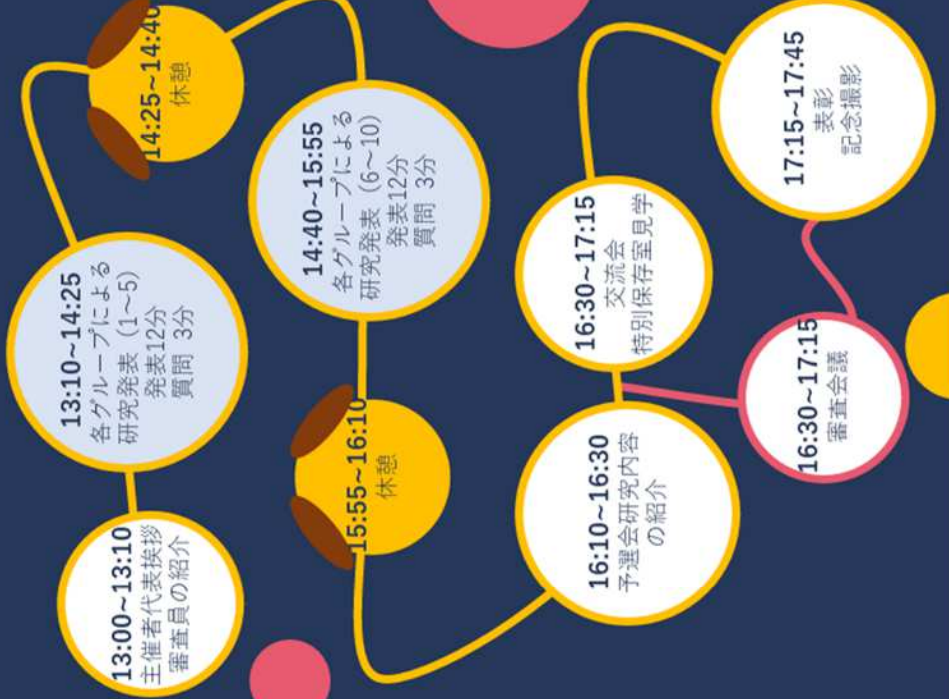 13:00~13:10
主催者代表挨拶
審査員の紹介
13:10~14:25
各グループによる
研究発表（1～5）
発表12分
質問 3分
14:25~14:40
休憩
14:40~15:55
各グループによる
研究発表（6～10）
発表12分
質問 3分
15:55~16:10
休憩
16:10~16:30
予選会研究内容
の紹介
16:30~17:15
交流会
特別保存室見学
16:30~17:15
審査会議
17:15~17:45
表彰
記念撮影